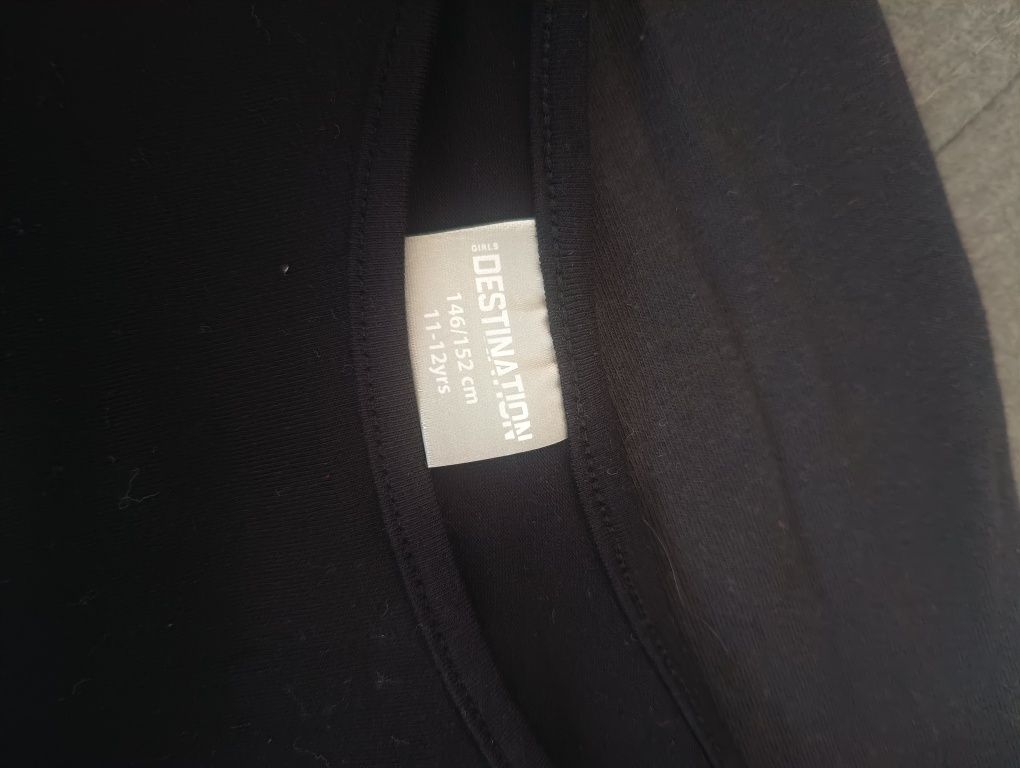 GIRLS
DESTINATION
146/152 cm
11-12yrs